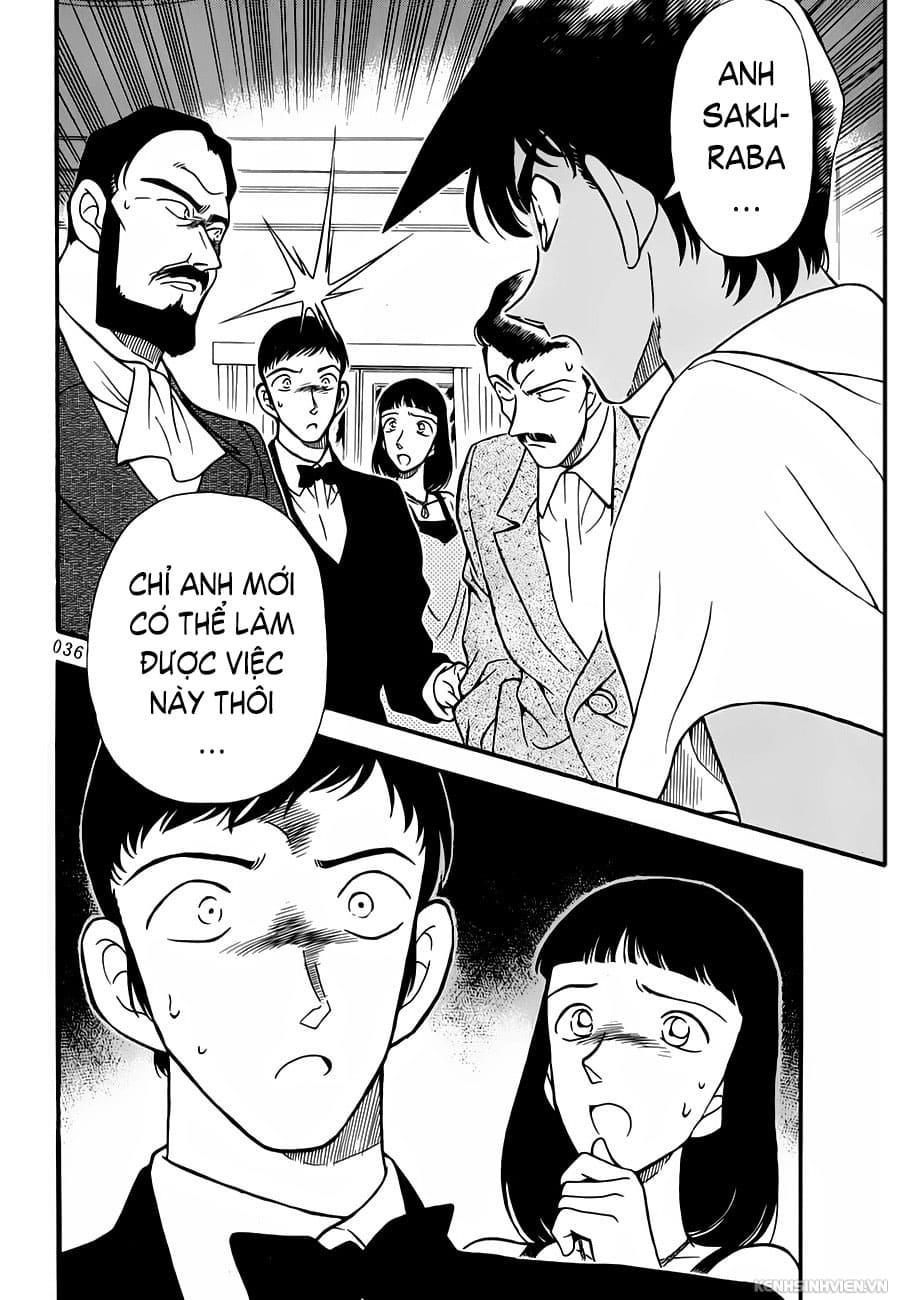 ANH
SAKU-
RABA
...
CHỈ ANH MỚI
CÓ THỂ LÀM
ĐƯỢC VIỆC
NÀY THÔI
...
036
KENHSINHVIEN.VN